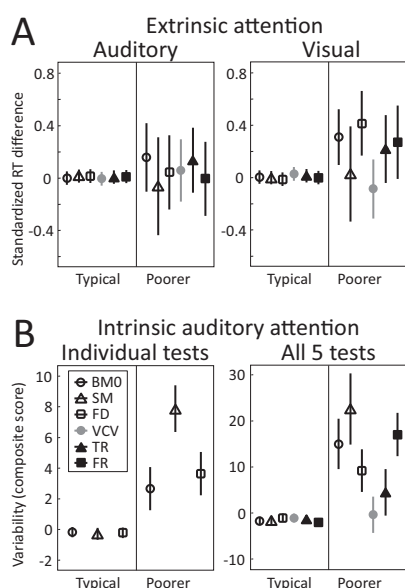 A
Extrinsic attention
Auditory
Visual
Standardized RT difference
0.8
0.4
0
-0.4
0.8
0.4
0
-0.4
Typical
Poorer
Typical
Poorer
B
Intrinsic auditory attention
Individual tests
All 5 tests
Variability (composite score)
10
8
6
4
2
0
-2
30
20
10
0
-10
BM0
SM
FD
VCV
TR
FR
Typical
Poorer
Typical
Poorer